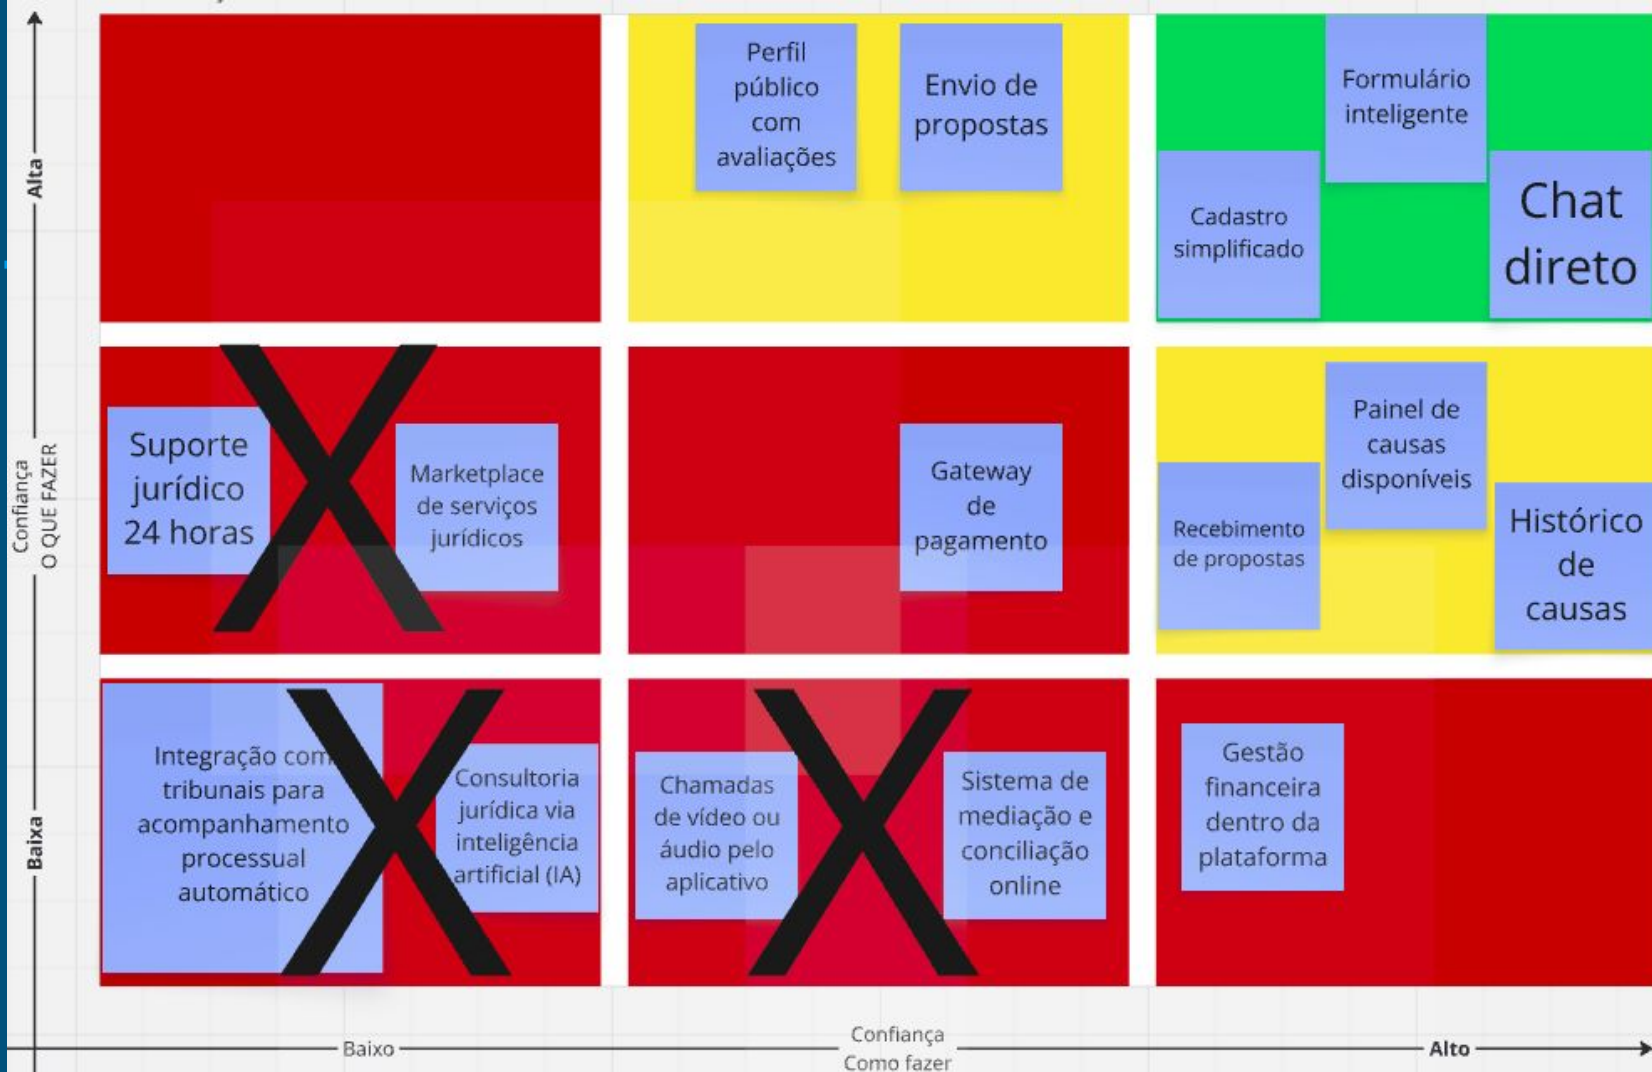 Perfil
público
com
avaliações
Envio de
propostas
Formulário
inteligente
Cadastro
simplificado
Chat
direto
Alta
Suporte
jurídico
24 horas
Marketplace
de serviços
jurídicos
Gateway
de
pagamento
Painel de
causas
disponíveis
Recebimento
de propostas
Histórico
de
causas
Confiança
O QUE FAZER
Integração com
tribunais para
acompanhamento
processual
automático
Consultoria
jurídica via
inteligência
artificial (IA)
Chamadas
de vídeo ou
áudio pelo
aplicativo
Sistema de
mediação e
conciliação
online
Gestão
financeira
dentro da
plataforma
Baixa
Baixo
Confiança
Como fazer
Alto